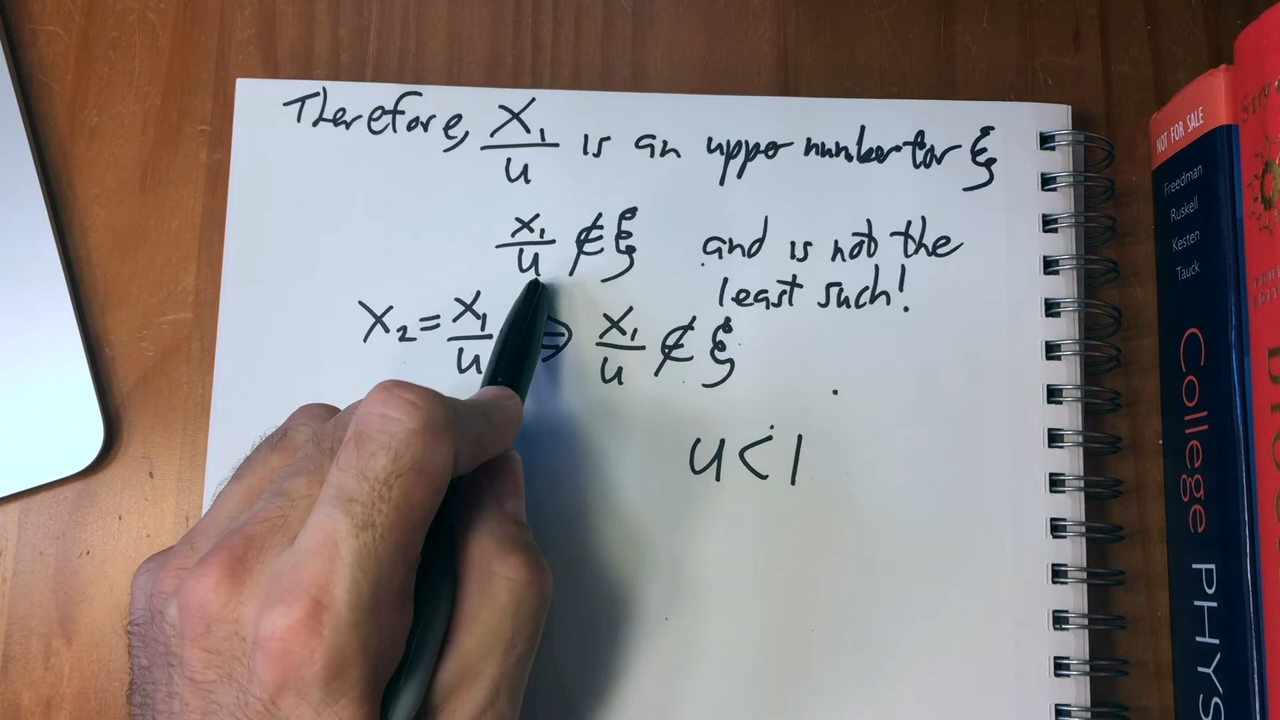 Therefore, X₁/u is an upper number for ξ
x₁/u ∉ ξ and is not the
least such!
X₂ = X₁/u ⇒ X₁/u ∉ ξ
u < 1
NOT FOR SALE
Freedman
Ruskell
Kesten
Tauck
College PHYS